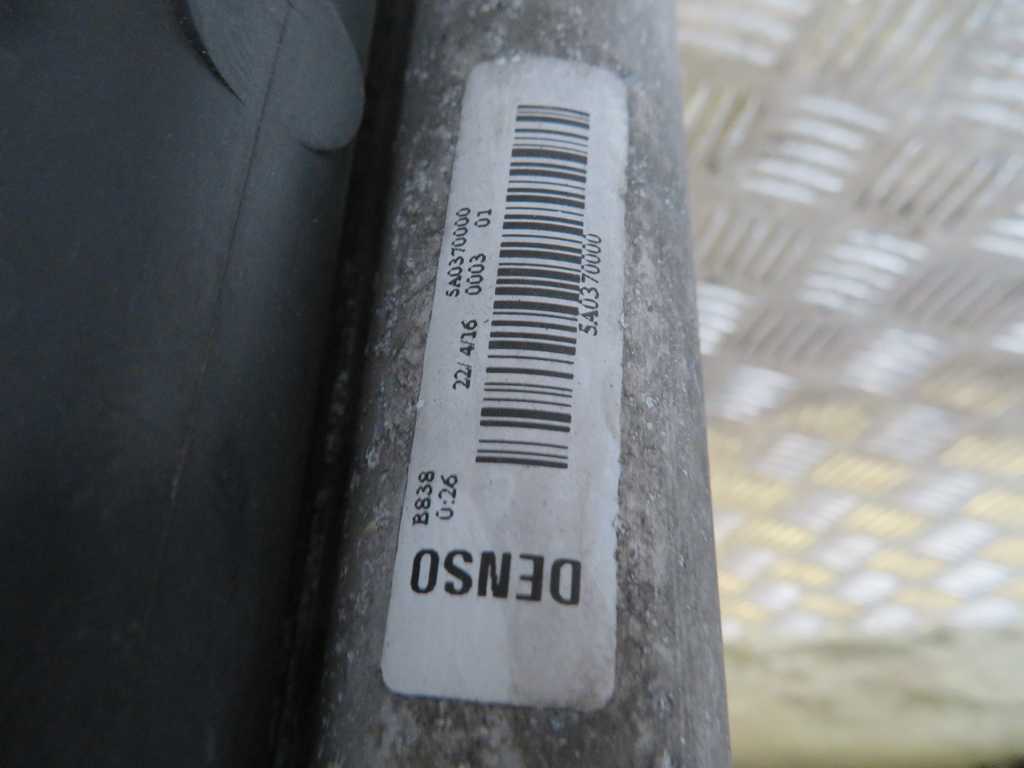 DENSO
B838 22/ 4/16 5A0370000
0:26 0003 01
5A0370000